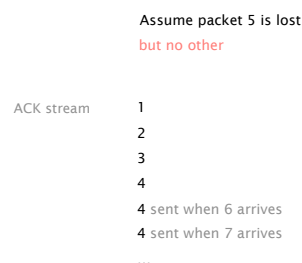 Assume packet 5 is lost
but no other
ACK stream 1
2
3
4
4 sent when 6 arrives
4 sent when 7 arrives
...